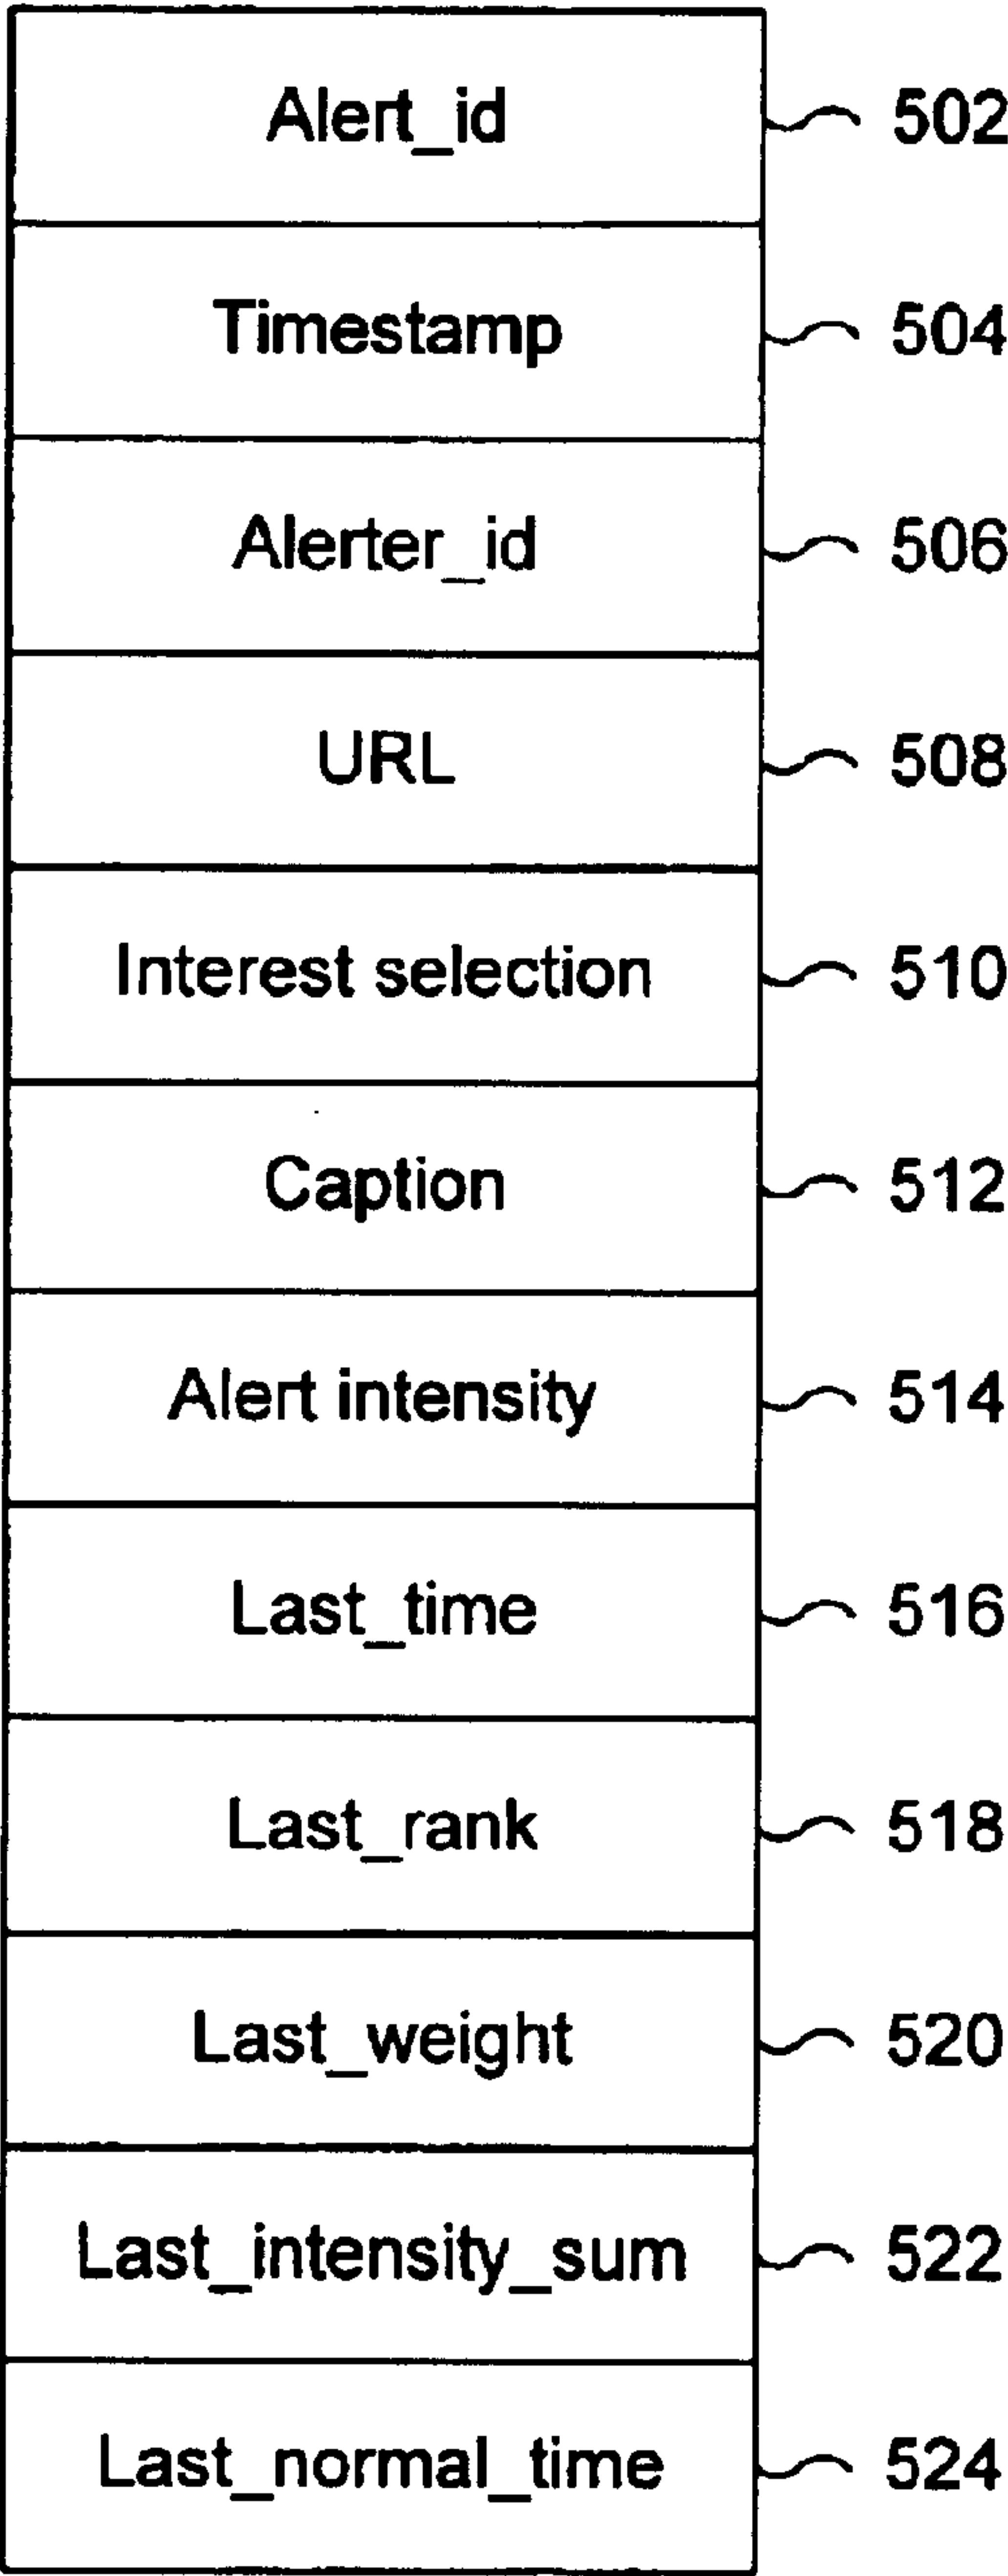 Alert_id 502
Timestamp 504
Alerter_id 506
URL 508
Interest selection 510
Caption 512
Alert intensity 514
Last_time 516
Last_rank 518
Last_weight 520
Last_intensity_sum 522
Last_normal_time 524